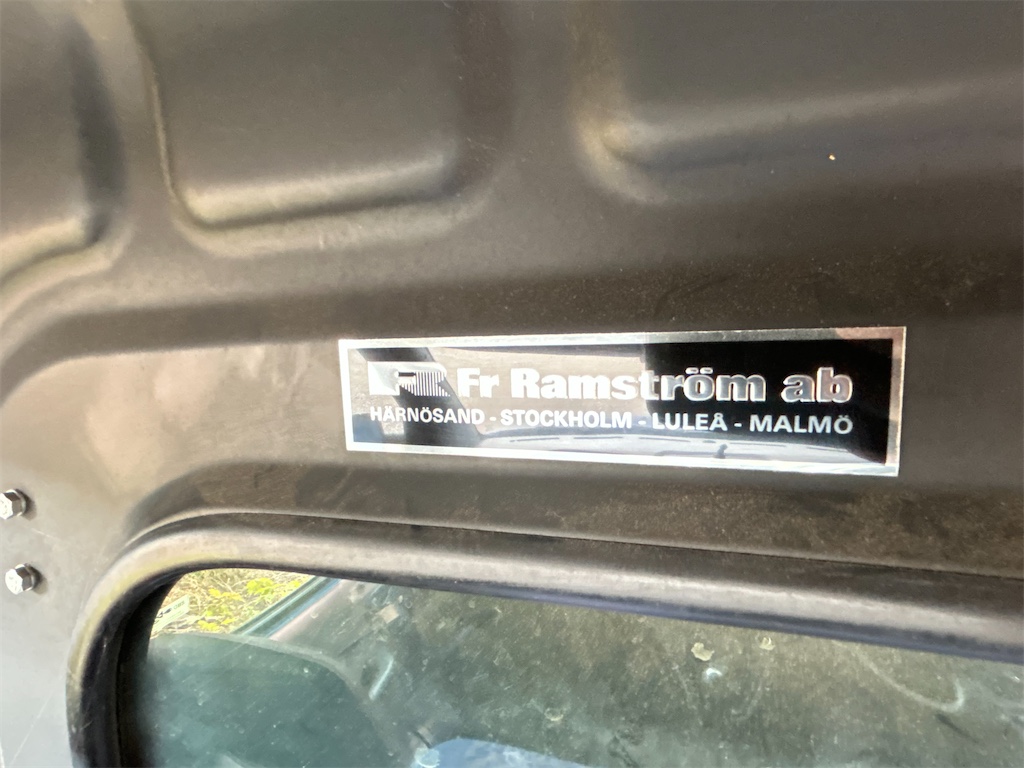 FR Fr Ramström ab
HÄRNÖSAND - STOCKHOLM - LULEÅ - MALMÖ